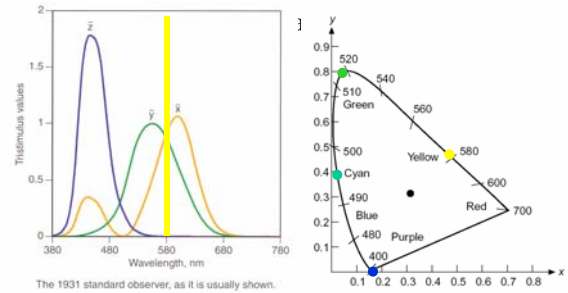 2
1.5
1
0.5
0
380
480
580
680
780
z̄
ȳ
x̄
Tristimulus values
Wavelength, nm
The 1931 standard observer, as it is usually shown.
y
0.9
0.8
0.7
0.6
0.5
0.4
0.3
0.2
0.1
520
540
510
Green
560
500
Yellow
580
Cyan
600
490
Red
700
Blue
480
Purple
400
0.1 0.2 0.3 0.4 0.5 0.6 0.7 0.8
x